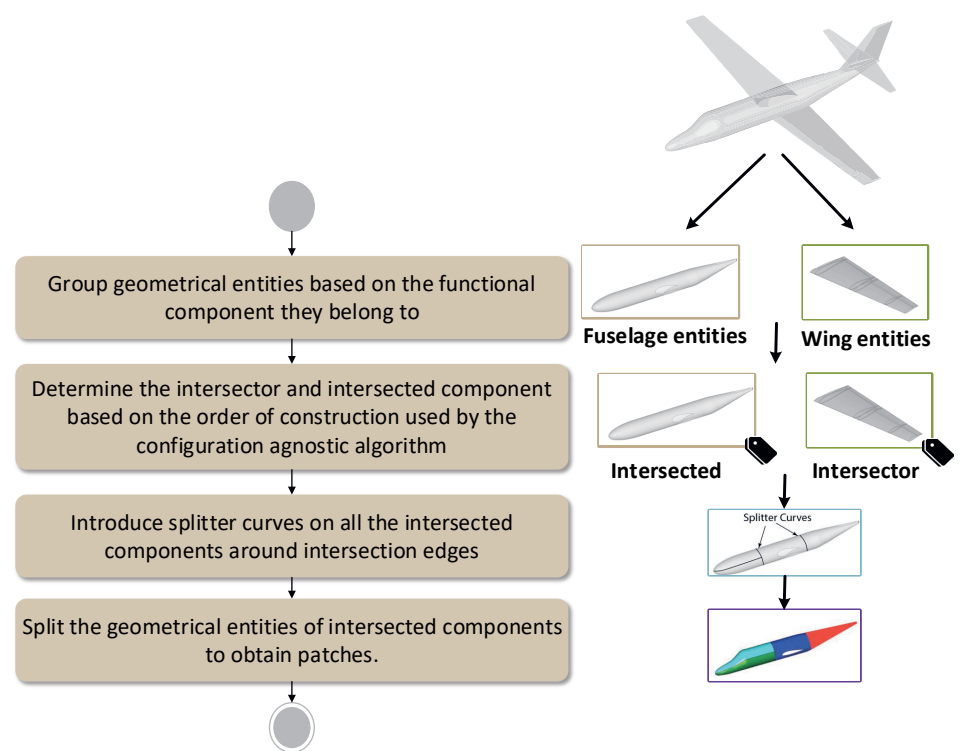 Group geometrical entities based on the functional
component they belong to
Determine the intersector and intersected component
based on the order of construction used by the
configuration agnostic algorithm
Introduce splitter curves on all the intersected
components around intersection edges
Split the geometrical entities of intersected components
to obtain patches.
Fuselage entities
Wing entities
Intersected
Intersector
Splitter Curves